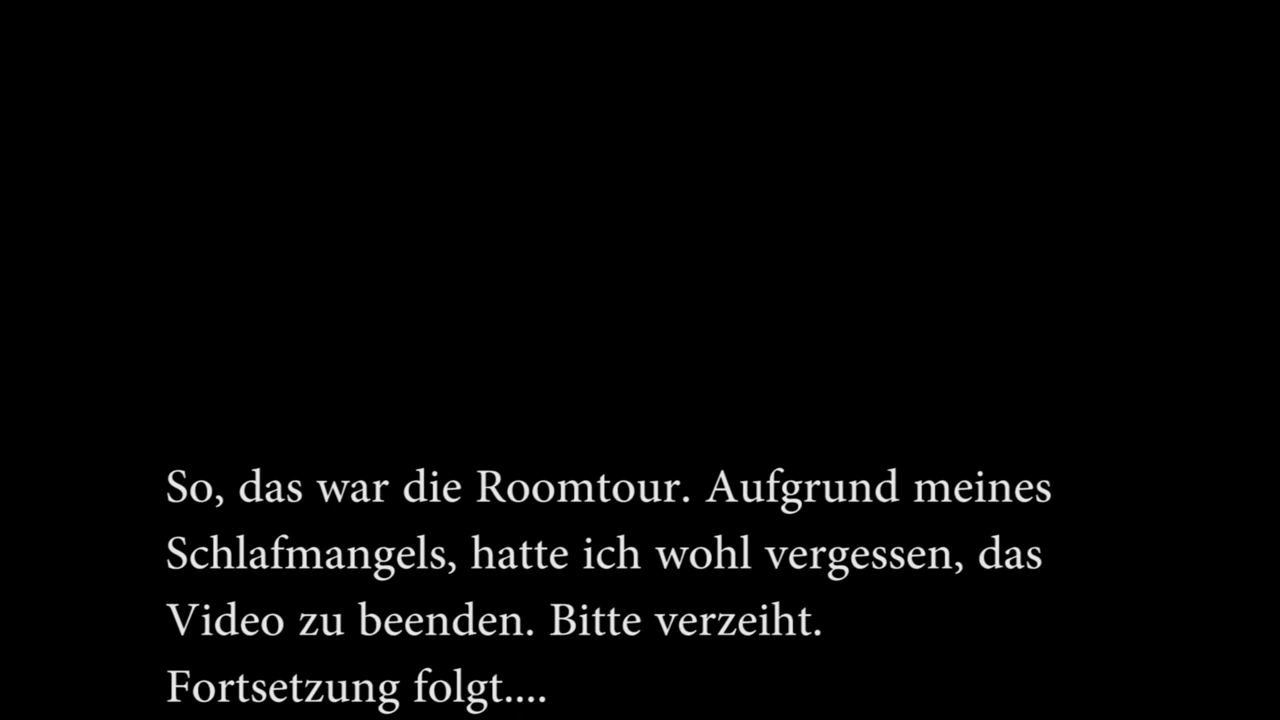 So, das war die Roomtour. Aufgrund meines
Schlafmangels, hatte ich wohl vergessen, das
Video zu beenden. Bitte verzeiht.
Fortsetzung folgt....